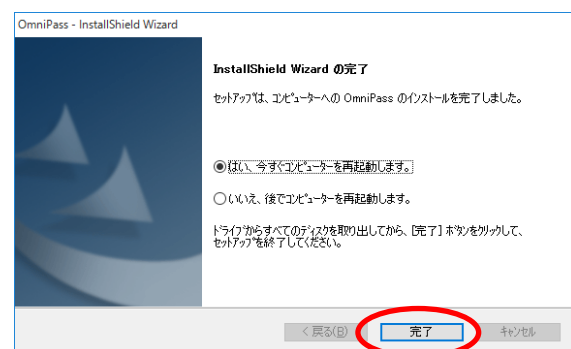 OmniPass - InstallShield Wizard
InstallShield Wizard の完了
セットアップは、コンピューターへの OmniPass のインストールを完了しました。
はい、今すぐコンピューターを再起動します。
いいえ、後でコンピューターを再起動します。
ドライブからすべてのディスクを取り出してから、[完了] ボタンをクリックして、
セットアップを終了してください。
< 戻る(B)
完了
キャンセル